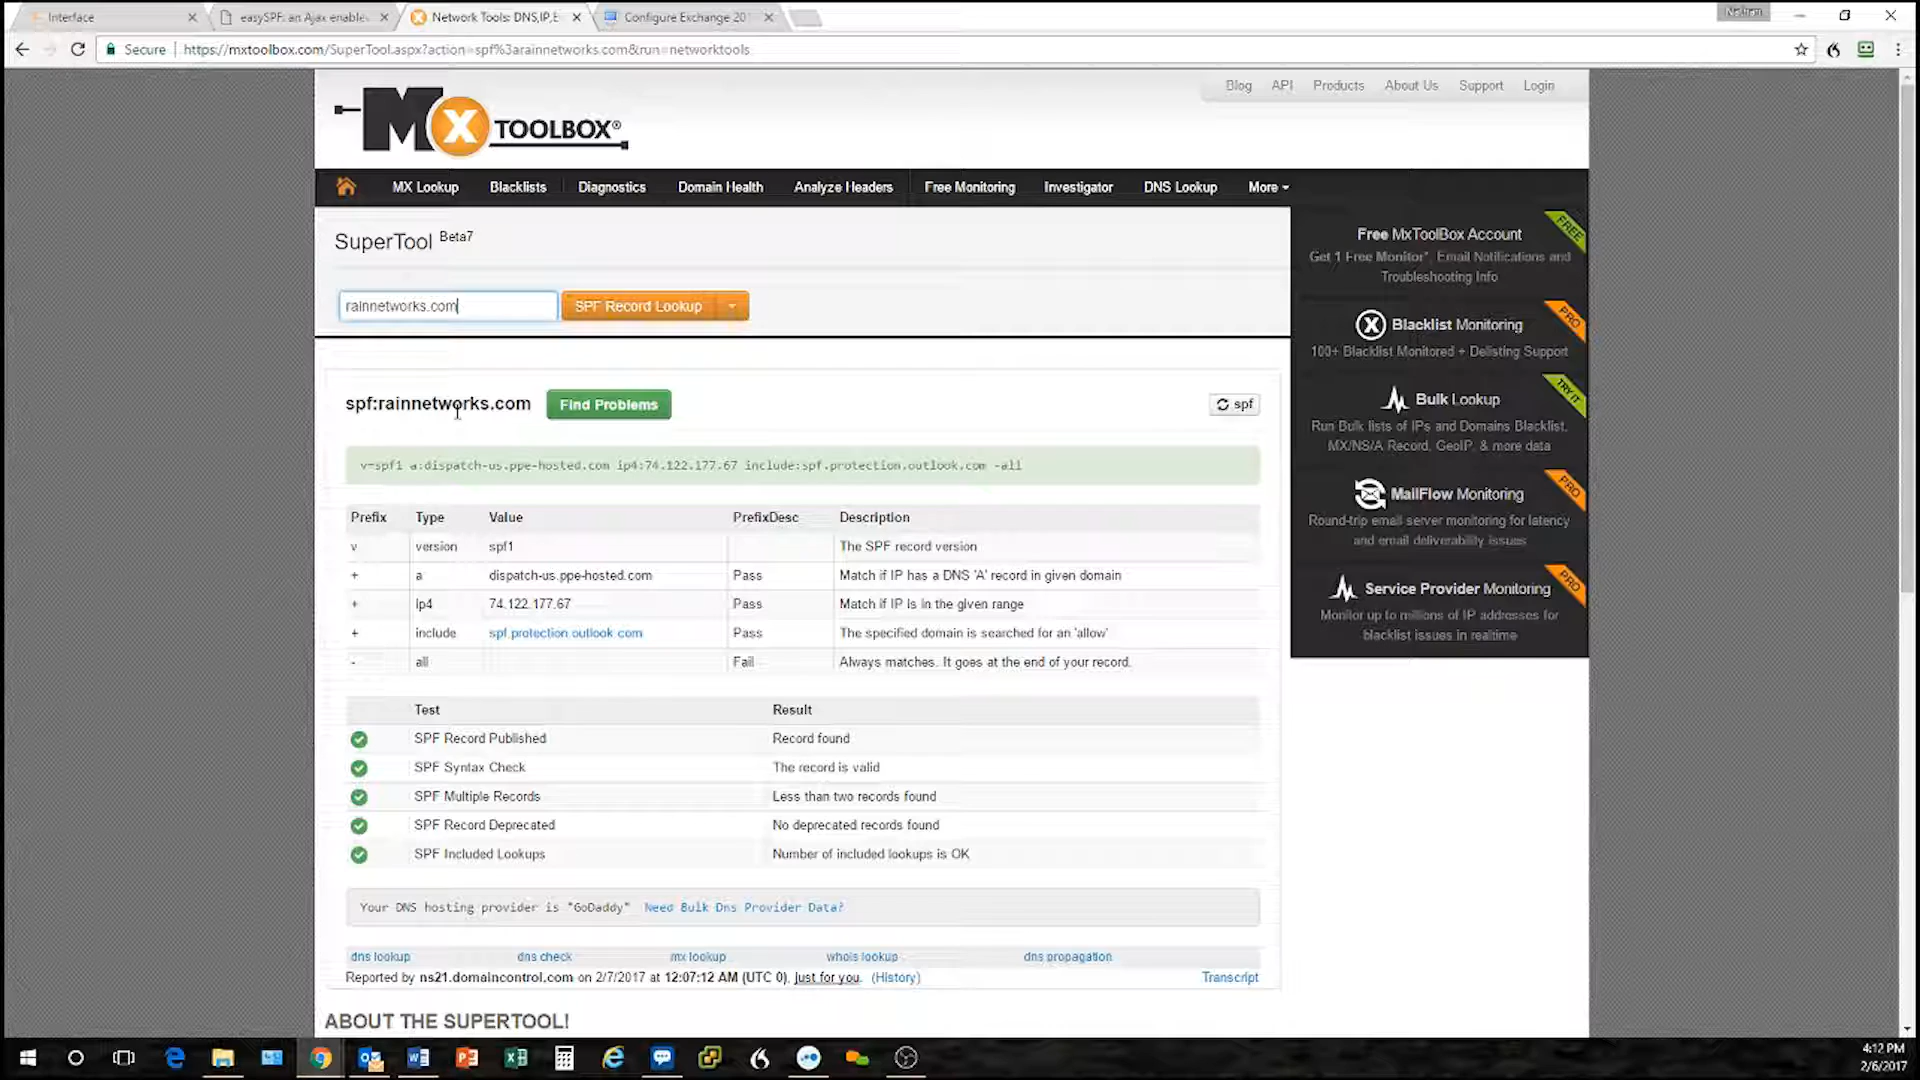 Interface
easySPF: an Ajax enable
Network Tools: DNS,IP,E
Configure Exchange 20
Nathan
Secure
https://mxtoolbox.com/SuperTool.aspx?action=spf%3arainnetworks.com&run=networktools
Blog API Products About Us Support Login
MX TOOLBOX®
MX Lookup Blacklists Diagnostics Domain Health Analyze Headers Free Monitoring Investigator DNS Lookup More
SuperTool Beta7
rainnetworks.com SPF Record Lookup
spf:rainnetworks.com Find Problems spf
v=spf1 a:dispatch-us.ppe-hosted.com ip4:74.122.177.67 include:spf.protection.outlook.com -all
Prefix Type Value PrefixDesc Description
v version spf1 The SPF record version
+ a dispatch-us.ppe-hosted.com Pass Match if IP has a DNS 'A' record in given domain
+ ip4 74.122.177.67 Pass Match if IP is in the given range
+ include spf.protection.outlook.com Pass The specified domain is searched for an 'allow'
- all Fail Always matches. It goes at the end of your record.
Test Result
SPF Record Published Record found
SPF Syntax Check The record is valid
SPF Multiple Records Less than two records found
SPF Record Deprecated No deprecated records found
SPF Included Lookups Number of included lookups is OK
Your DNS hosting provider is "GoDaddy" Need Bulk Dns Provider Data?
dns lookup dns check mx lookup whois lookup dns propagation
Reported by ns21.domaincontrol.com on 2/7/2017 at 12:07:12 AM (UTC 0), just for you. (History) Transcript
ABOUT THE SUPERTOOL!
FREE
Free MxToolBox Account
Get 1 Free Monitor*, Email Notifications and
Troubleshooting Info
PRO
Blacklist Monitoring
100+ Blacklist Monitored + Delisting Support
TRY IT
Bulk Lookup
Run Bulk lists of IPs and Domains Blacklist,
MX/NS/A Record, GeoIP, & more data
PRO
MailFlow Monitoring
Round-trip email server monitoring for latency
and email deliverability issues
PRO
Service Provider Monitoring
Monitor up to millions of IP addresses for
blacklist issues in realtime
4:12 PM
2/6/2017